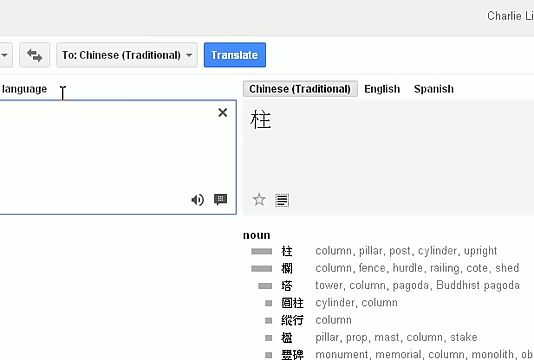 Charlie Li
To: Chinese (Traditional) Translate
language
Chinese (Traditional) English Spanish
柱
noun
柱 column, pillar, post, cylinder, upright
欄 column, fence, hurdle, railing, cote, shed
塔 tower, column, pagoda, Buddhist pagoda
圓柱 cylinder, column
縱行 column
楹 pillar, prop, mast, column, stake
豐碑 monument, memorial, column, monolith, ob